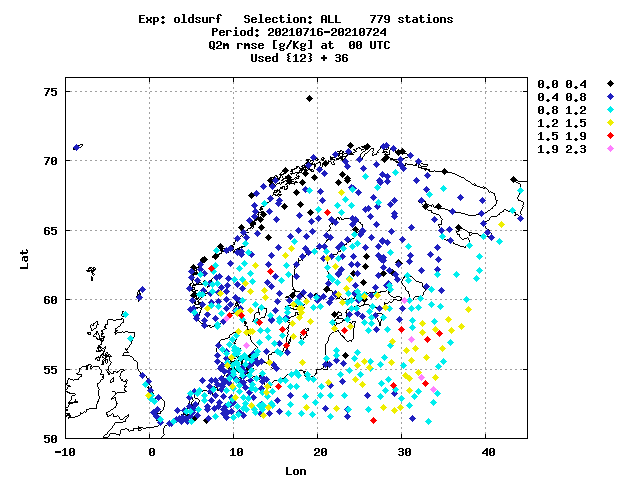 Exp: oldsurf   Selection: ALL    779 stations
Period: 20210716-20210724
Q2m rmse [g/Kg] at  00 UTC
Used {12} + 36
0.0 0.4
0.4 0.8
0.8 1.2
1.2 1.5
1.5 1.9
1.9 2.3
75
70
65
60
55
50
Lat
-10 0 10 20 30 40
Lon